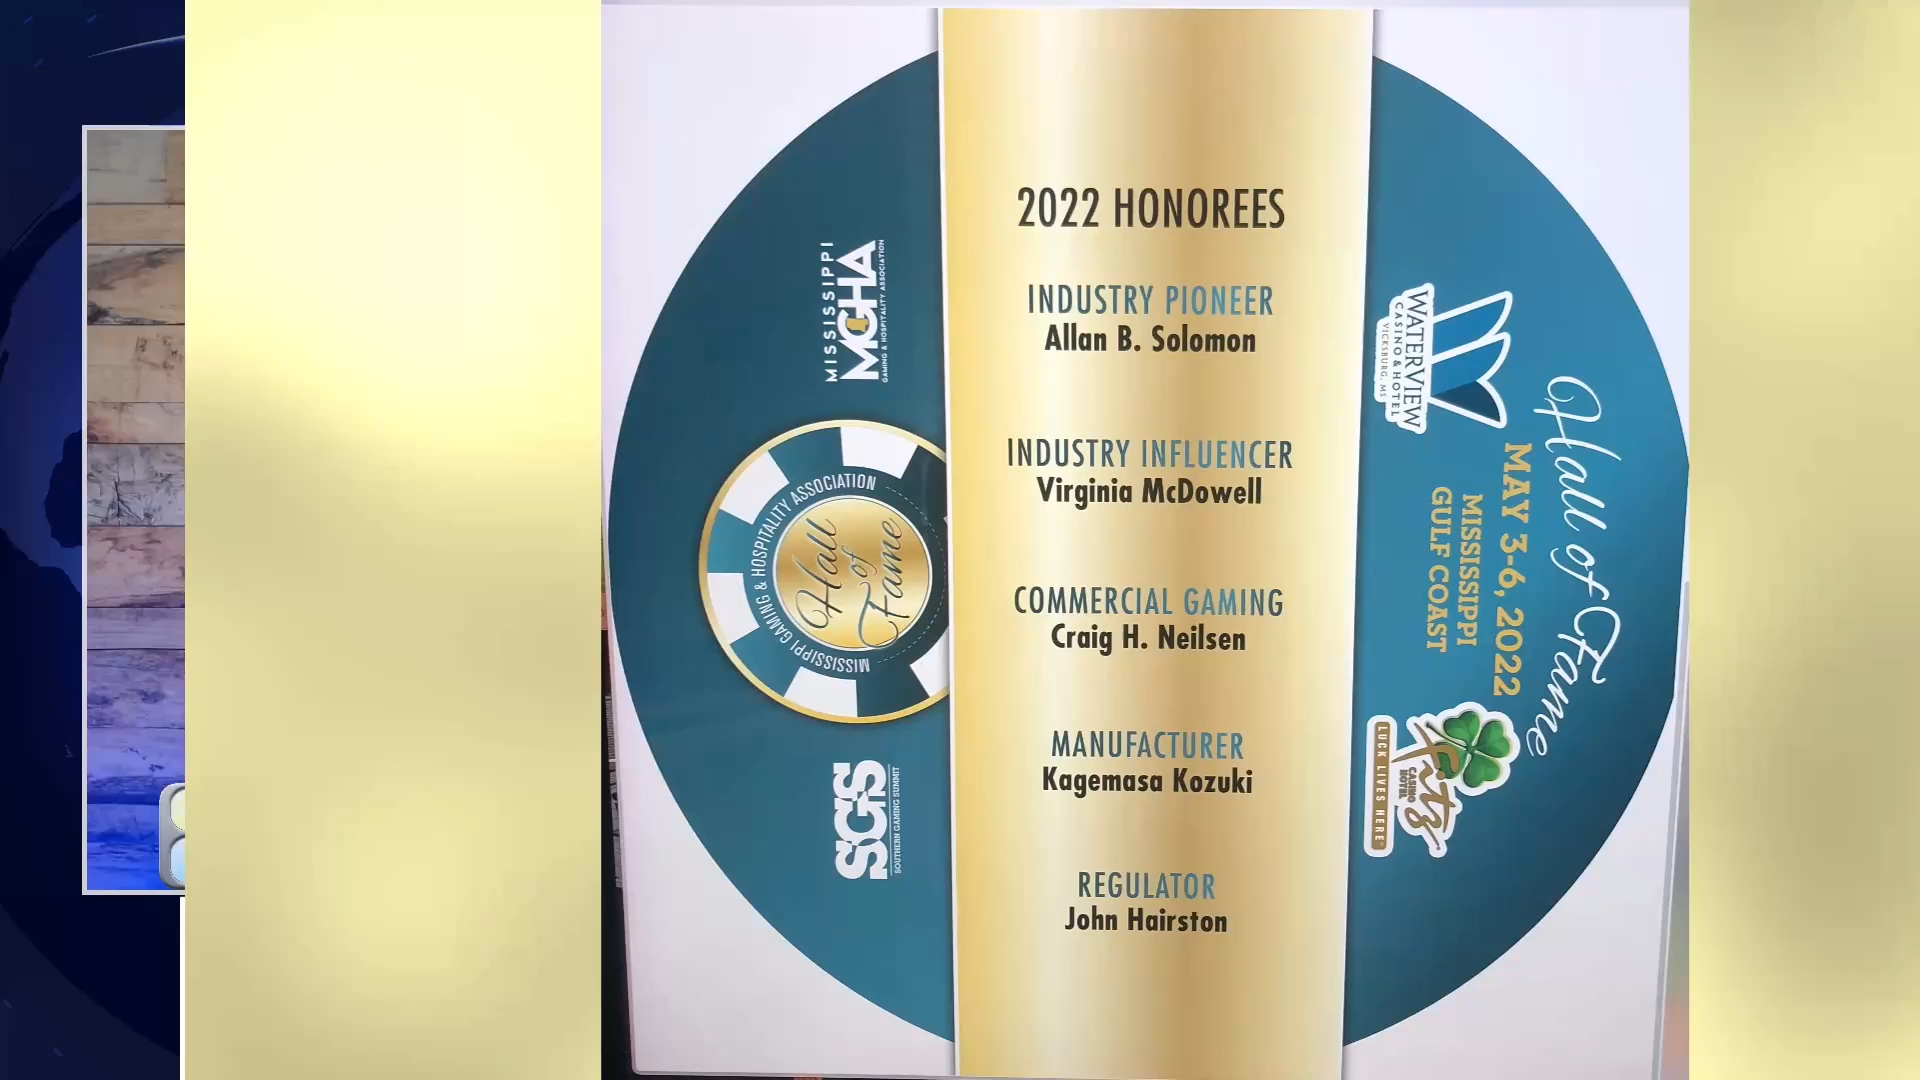 2022 HONOREES
INDUSTRY PIONEER
Allan B. Solomon
INDUSTRY INFLUENCER
Virginia McDowell
COMMERCIAL GAMING
Craig H. Neilsen
MANUFACTURER
Kagemasa Kozuki
REGULATOR
John Hairston
MISSISSIPPI
MGHA
GAMING & HOSPITALITY ASSOCIATION
MISSISSIPPI GAMING & HOSPITALITY ASSOCIATION
Hall
of
Fame
SGS
SOUTHERN GAMING SUMMIT
Hall of Fame
MAY 3-6, 2022
MISSISSIPPI
GULF COAST
WATERVIEW
CASINO & HOTEL
VICKSBURG, MS
Fitz
CASINO
HOTEL
LUCK LIVES HERE